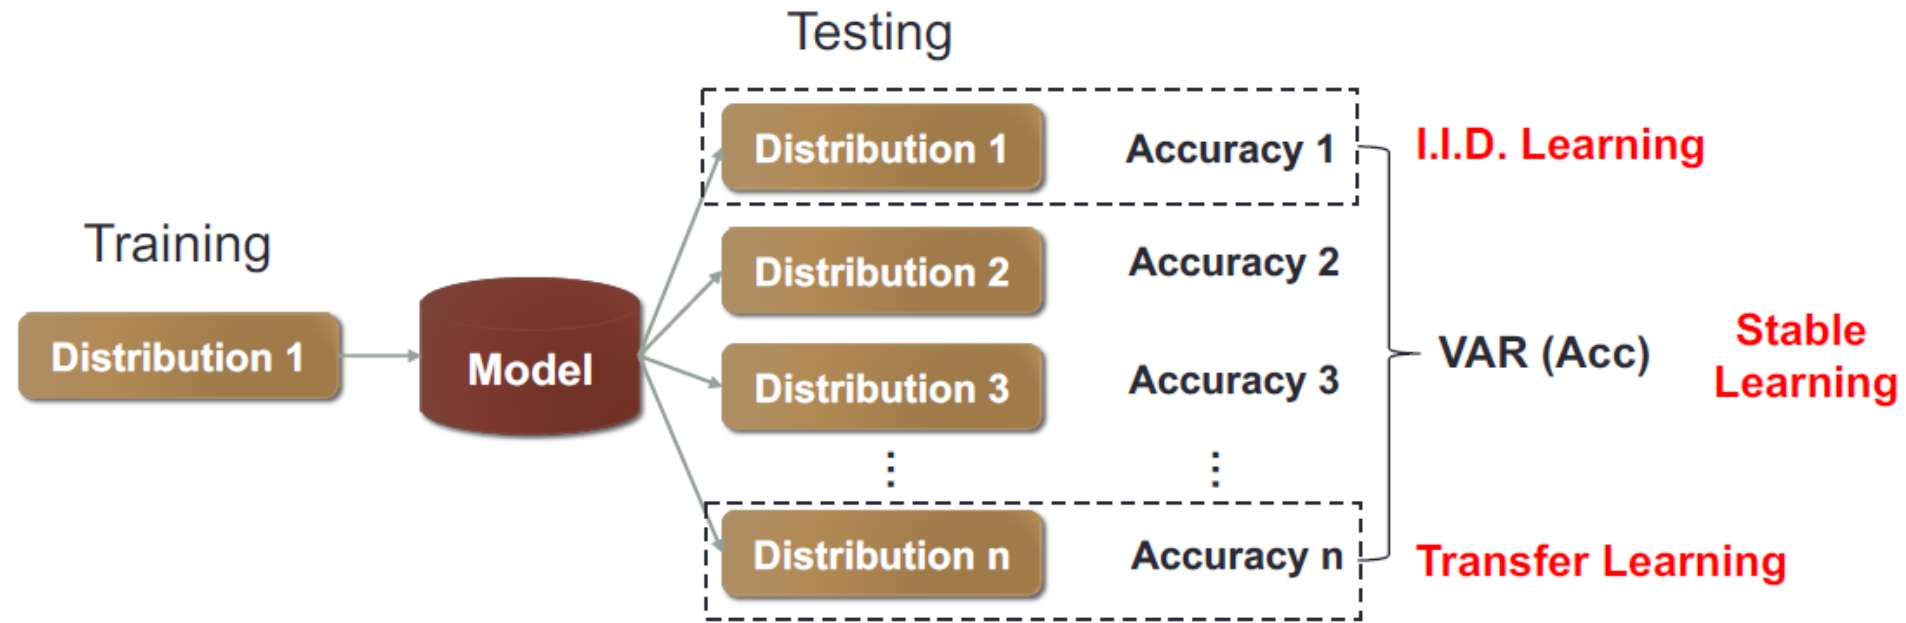 Testing
Training
Distribution 1
Model
Distribution 1
Accuracy 1
I.I.D. Learning
Distribution 2
Accuracy 2
Distribution 3
Accuracy 3
VAR (Acc)
Stable
Learning
⋮
⋮
Distribution n
Accuracy n
Transfer Learning